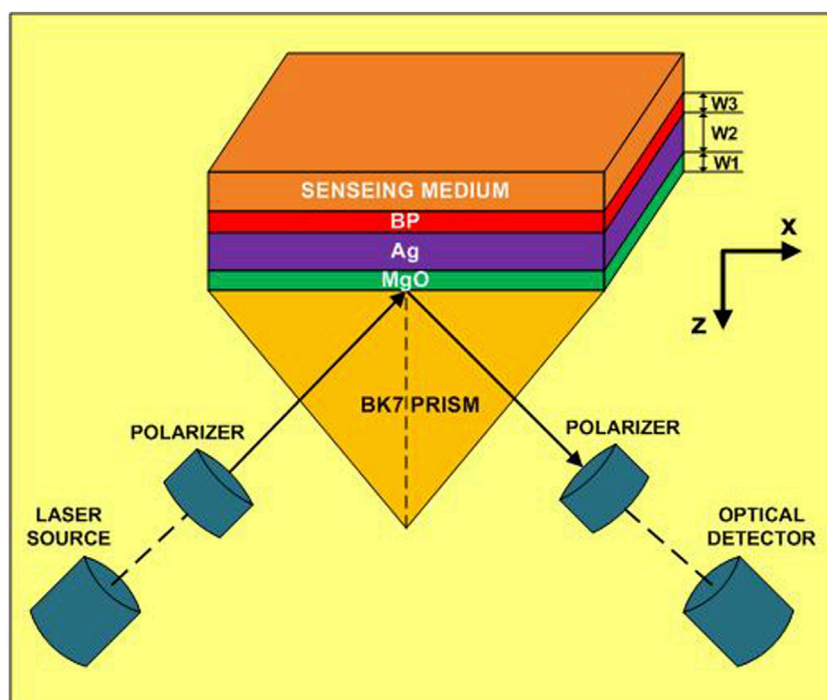 W3
W2
W1
SENSEING MEDIUM
BP
Ag
MgO
X
Z
BK7 PRISM
POLARIZER
POLARIZER
LASER
SOURCE
OPTICAL
DETECTOR